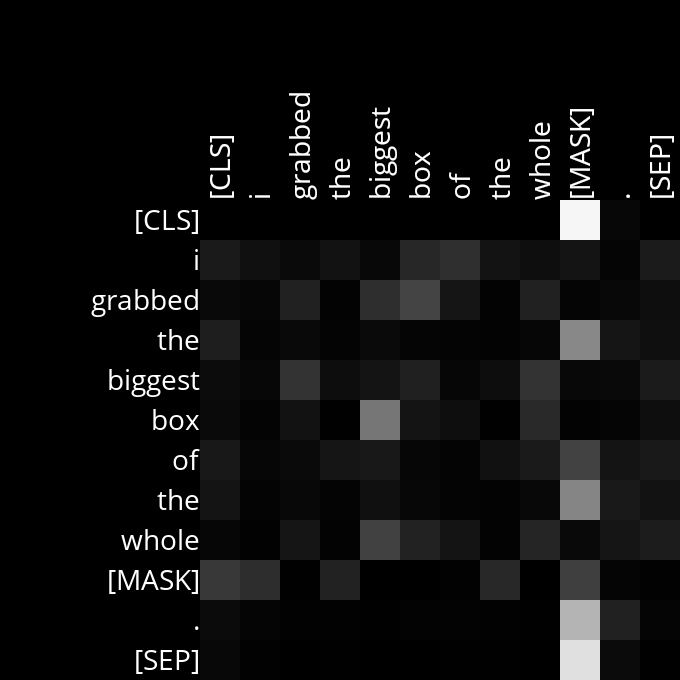 [CLS] i grabbed the biggest box of the whole [MASK] . [SEP]
[CLS]
i
grabbed
the
biggest
box
of
the
whole
[MASK]
.
[SEP]